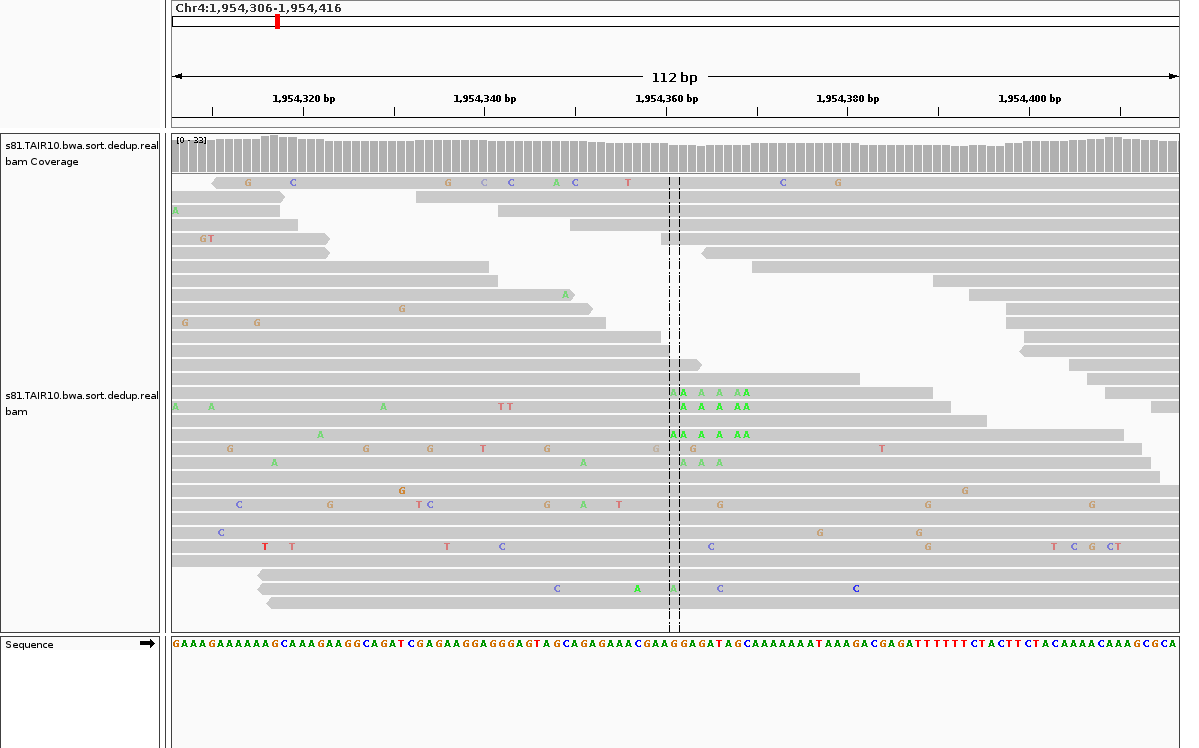 Chr4:1,954,306-1,954,416
112 bp
1,954,320 bp 1,954,340 bp 1,954,360 bp 1,954,380 bp 1,954,400 bp
s81.TAIR10.bwa.sort.dedup.real
bam Coverage
[0 - 33]
G C G C C A C T C G
A
G T
A
G
G G
A A A A A A
A A A T T A A A A A
A A A A A A A
G G G T G G G T
A A A A A
G G
C G T C G A T G G G
C G G
T T T C C G T C G C T
C A A C C
s81.TAIR10.bwa.sort.dedup.real
bam
Sequence
GAAAGAAAAAAGCAAAGAAGGCAGATCGAGAAGGAGGGAGTAGCAGAGAAACGAAGGAGATAGCAAAAAAATAAAGACGAGATTTTTTCTACTTCTACAAAACAAAGCGCA